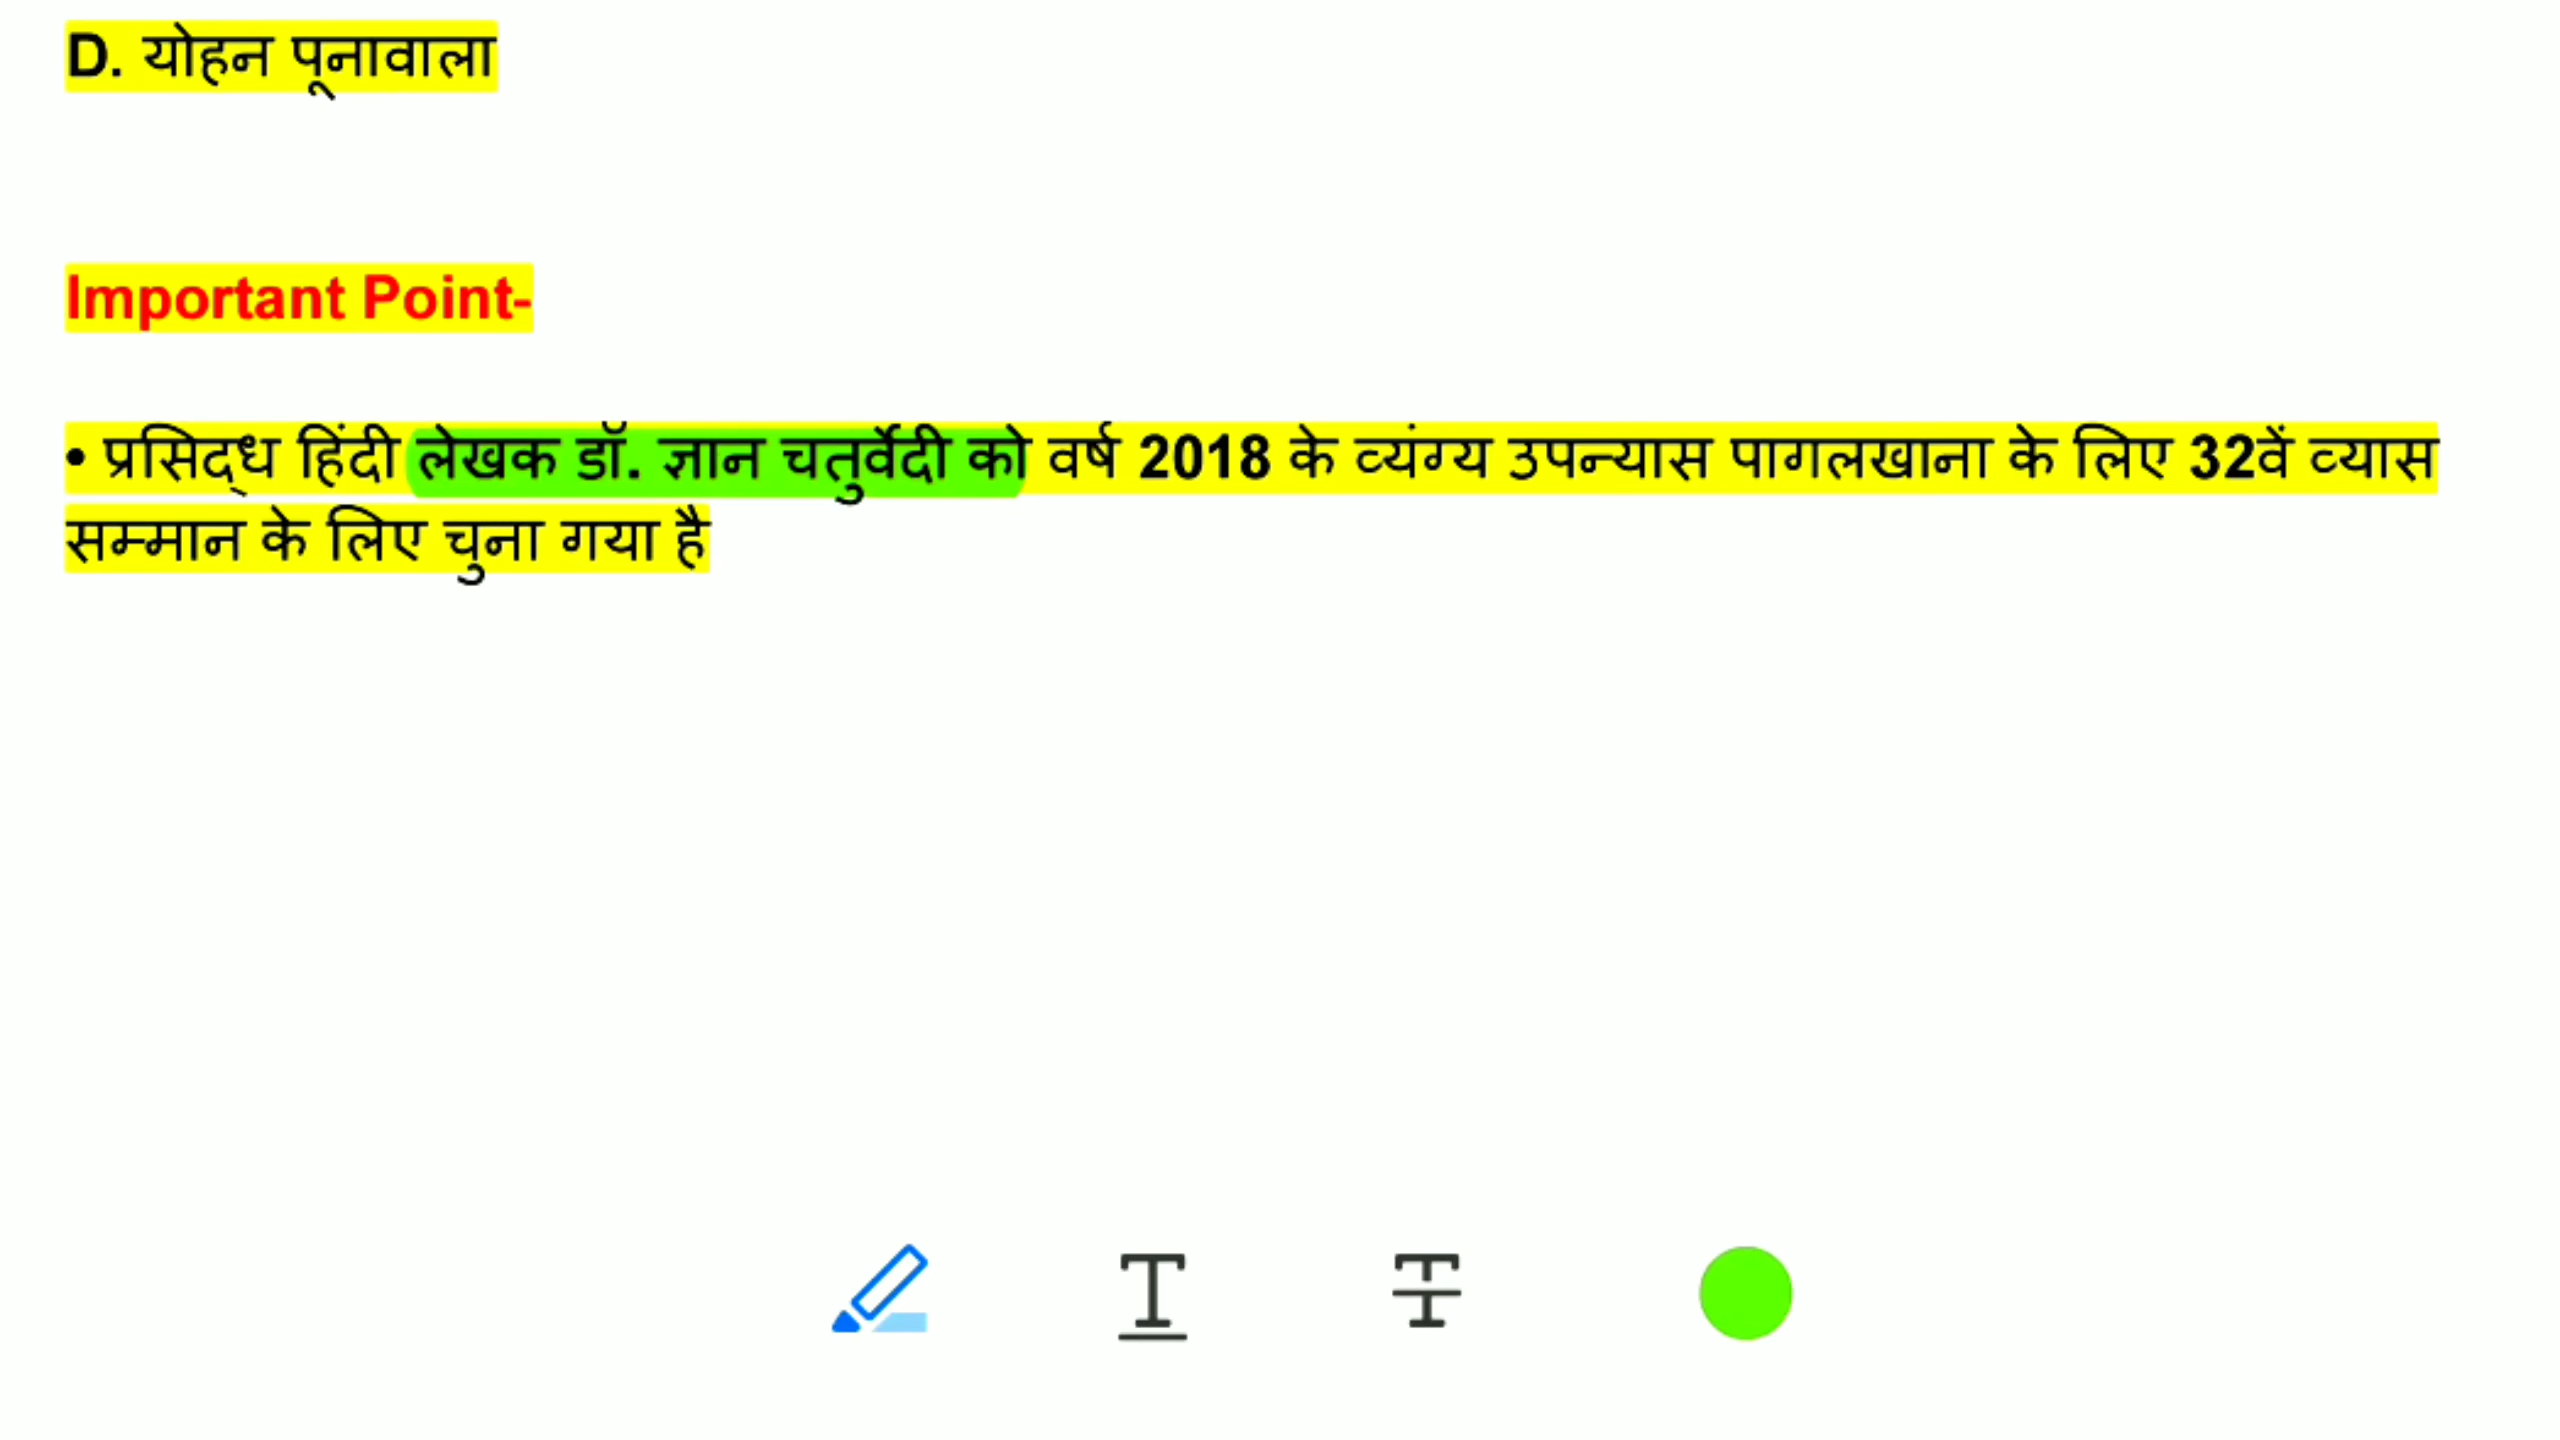 D. योहन पूनावाला
Important Point-
• प्रसिद्ध हिंदी लेखक डॉ. ज्ञान चतुर्वेदी को वर्ष 2018 के व्यंग्य उपन्यास पागलखाना के लिए 32वें व्यास
सम्मान के लिए चुना गया है